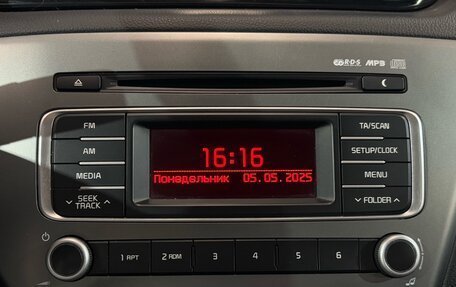 RDS MP3
FM
AM
MEDIA
SEEK
TRACK
16:16
Понедельник 05.05.2025
TA/SCAN
SETUP/CLOCK
MENU
FOLDER
1 RPT
2 RDM
3
4
5
6